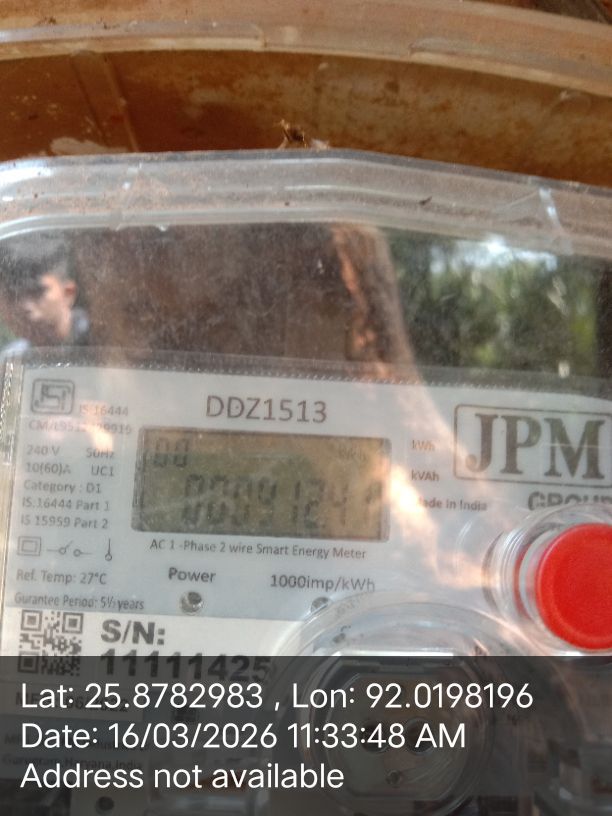 IS:16444
DDZ1513
240 V 50Hz
10(60)A UC1
Category : D1
IS.16444 Part 1
IS 15959 Part 2
kWh
kVAh
JPM
GROUP
Made in India
AC 1 -Phase 2 wire Smart Energy Meter
Ref. Temp: 27°C
Power
1000imp/kWh
Gurantee Period: 5½ years
S/N:
11111425
Lat: 25.8782983 , Lon: 92.0198196
Date: 16/03/2026 11:33:48 AM
Address not available